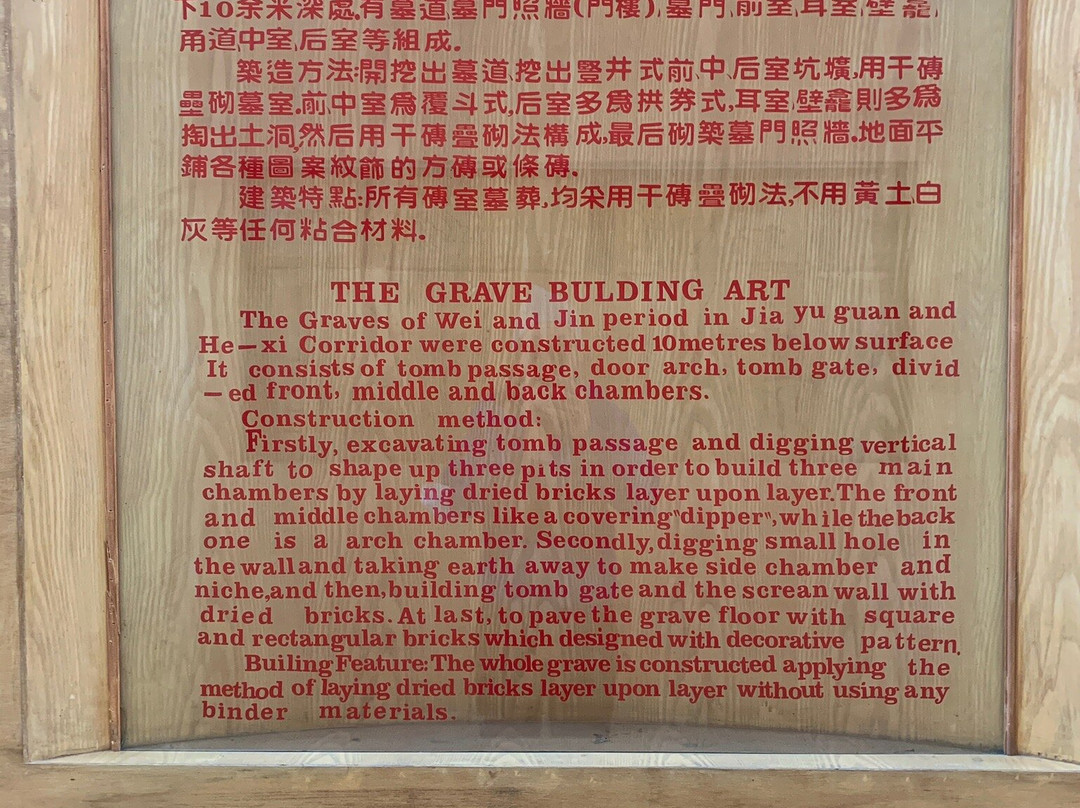 下10余米深處.有墓道,墓門,照牆(門樓),墓門,前室,耳室,壁龕,
甬道,中室,后室等組成.
築造方法:開挖出墓道,挖出豎井式前,中,后室坑壙,用干磚
壘砌墓室,前,中室爲覆斗式,后室多爲拱券式,耳室,壁龕則多爲
掏出土洞,然后用干磚疊砌法構成,最后砌築墓門照牆.地面平
鋪各種圖案紋飾的方磚或條磚.
建築特點:所有磚室墓葬,均采用干磚疊砌法,不用黃土,白
灰等任何粘合材料.
THE GRAVE BULDING ART
The Graves of Wei and Jin period in Jia yu guan and
He-xi Corridor were constructed 10metres below surface
It consists of tomb passage, door arch, tomb gate, divid
-ed front, middle and back chambers.
Construction method:
Firstly, excavating tomb passage and digging vertical
shaft to shape up three pits in order to build three main
chambers by laying dried bricks layer upon layer.The front
and middle chambers like a covering"dipper",while the back
one is a arch chamber. Secondly,digging small hole in
the wall and taking earth away to make side chamber and
niche,and then,building tomb gate and the screan wall with
dried bricks. At last, to pave the grave floor with square
and rectangular bricks which designed with decorative pattern.
Builing Feature:The whole grave is constructed applying the
method of laying dried bricks layer upon layer without using any
binder materials.